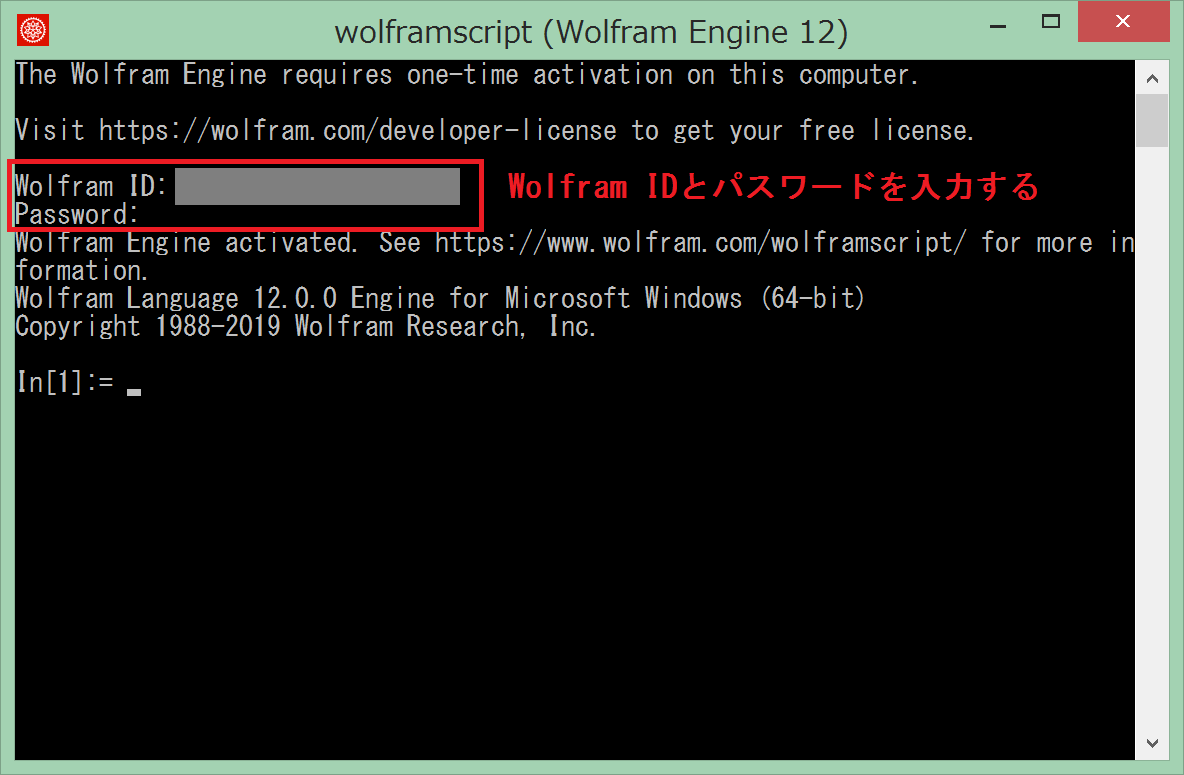 wolframscript (Wolfram Engine 12)
The Wolfram Engine requires one-time activation on this computer.
Visit https://wolfram.com/developer-license to get your free license.
Wolfram ID: Wolfram IDとパスワードを入力する
Password:
Wolfram Engine activated. See https://www.wolfram.com/wolframscript/ for more in
formation.
Wolfram Language 12.0.0 Engine for Microsoft Windows (64-bit)
Copyright 1988-2019 Wolfram Research, Inc.
In[1]:=